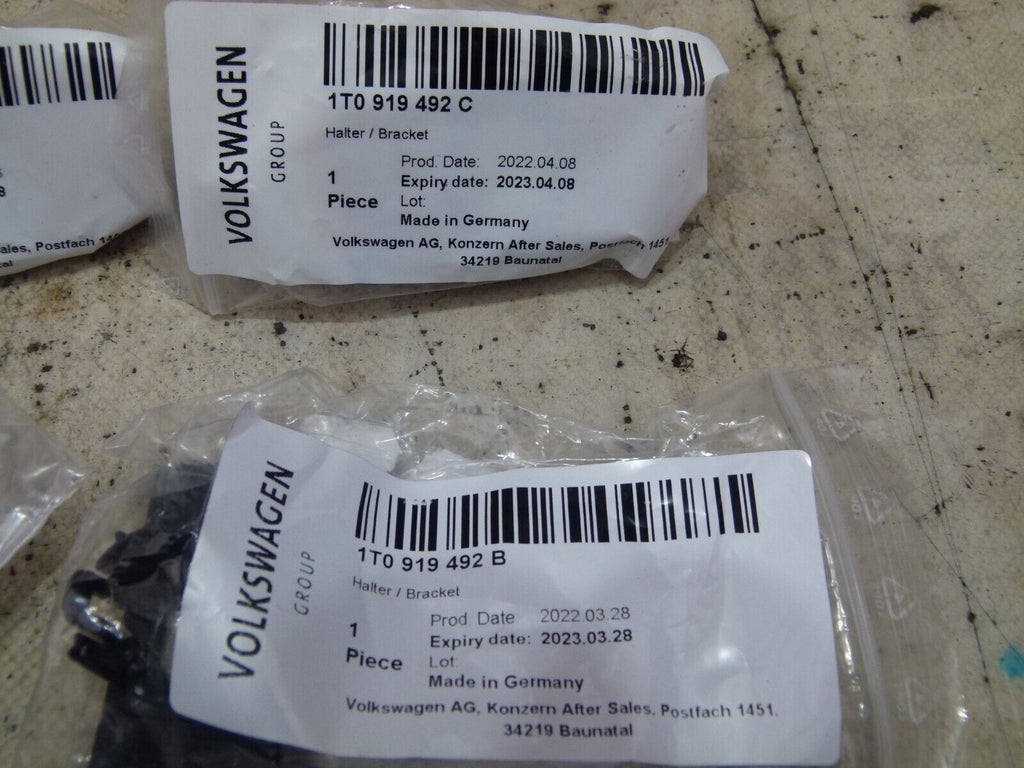 VOLKSWAGEN
GROUP
1T0 919 492 C
Halter / Bracket
Prod. Date: 2022.04.08
1 Expiry date: 2023.04.08
Piece Lot:
Made in Germany
Volkswagen AG, Konzern After Sales, Postfach 1451,
34219 Baunatal
8
Sales, Postfach
VOLKSWAGEN
GROUP
1T0 919 492 B
Halter / Bracket
Prod. Date 2022.03.28
1 Expiry date: 2023.03.28
Piece Lot:
Made in Germany
Volkswagen AG, Konzern After Sales, Postfach 1451,
34219 Baunatal